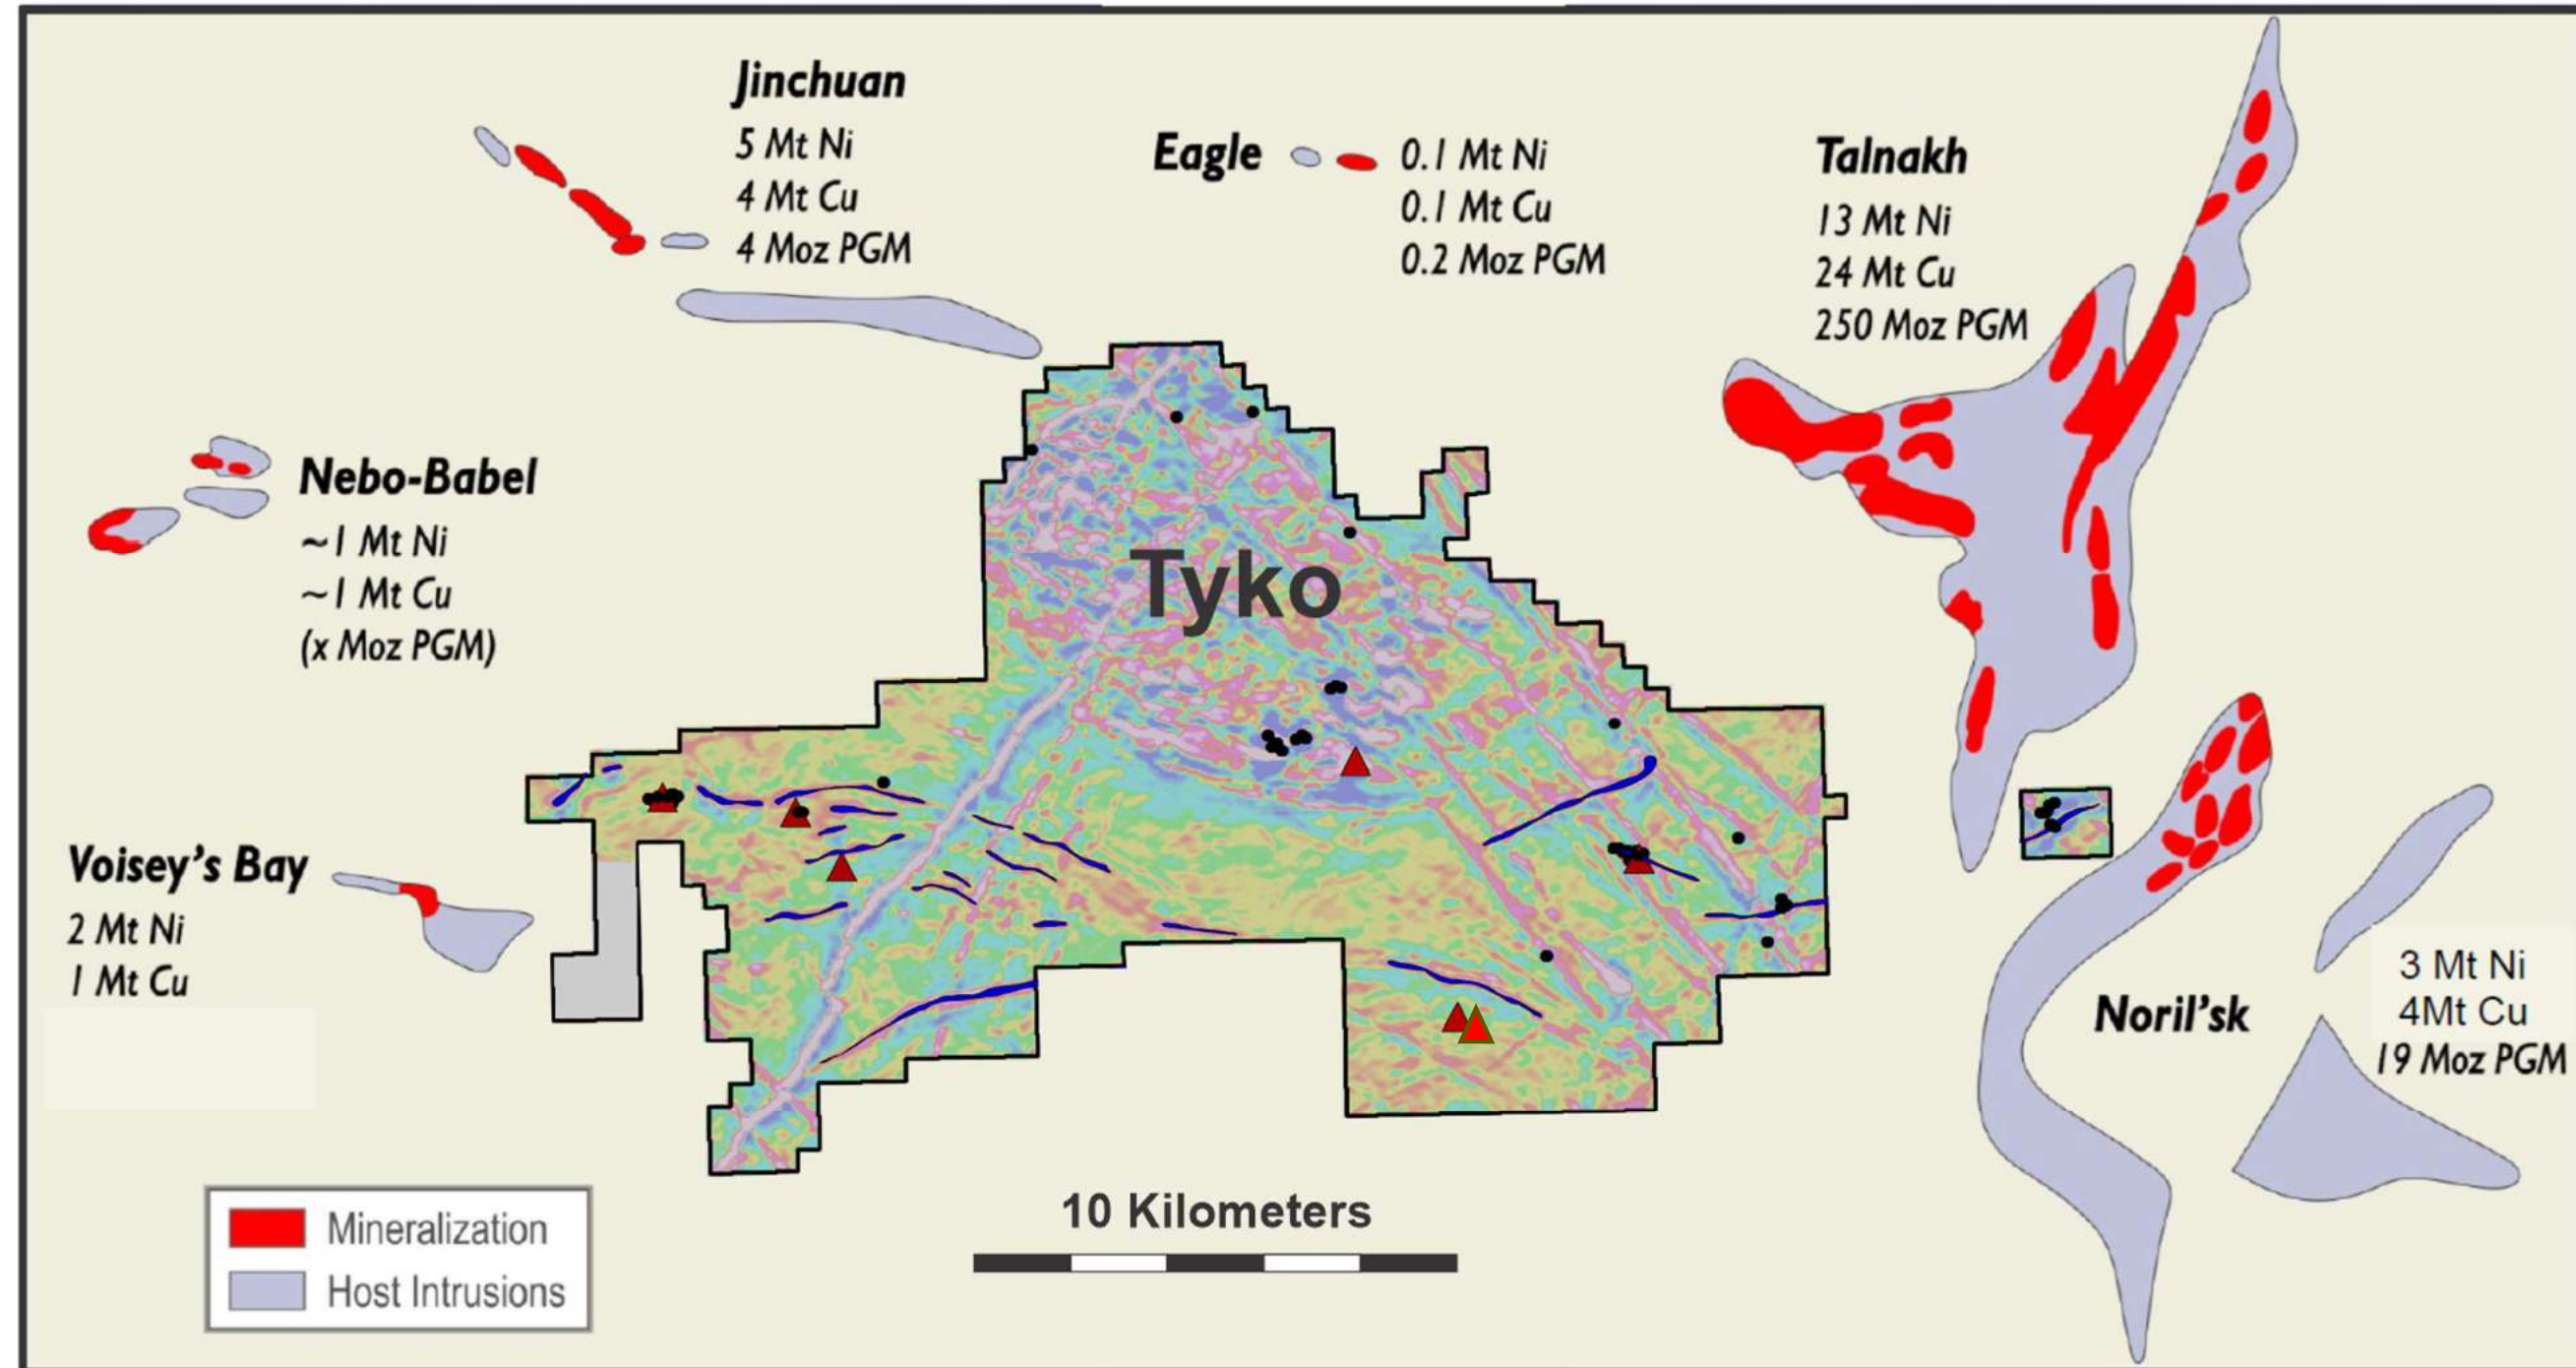 Jinchuan
5 Mt Ni
4 Mt Cu
4 Moz PGM
Eagle
0.1 Mt Ni
0.1 Mt Cu
0.2 Moz PGM
Talnakh
13 Mt Ni
24 Mt Cu
250 Moz PGM
Nebo-Babel
~1 Mt Ni
~1 Mt Cu
(x Moz PGM)
Tyko
Voisey's Bay
2 Mt Ni
1 Mt Cu
Noril'sk
3 Mt Ni
4Mt Cu
19 Moz PGM
Mineralization
Host Intrusions
10 Kilometers